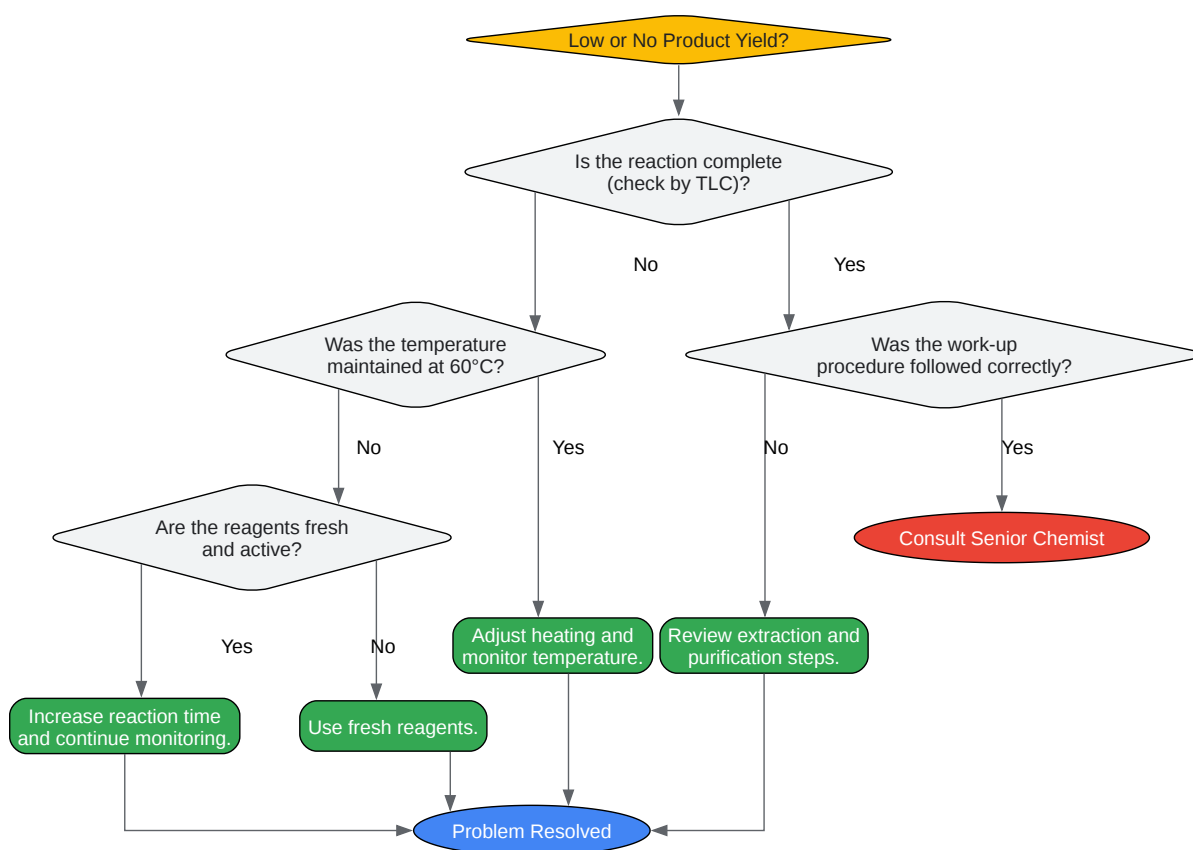 Low or No Product Yield?
Is the reaction complete
(check by TLC)?
No
Yes
Was the temperature
maintained at 60°C?
Was the work-up
procedure followed correctly?
No
Yes
No
Yes
Are the reagents fresh
and active?
Consult Senior Chemist
Yes
No
Adjust heating and
monitor temperature.
Review extraction and
purification steps.
Increase reaction time
and continue monitoring.
Use fresh reagents.
Problem Resolved